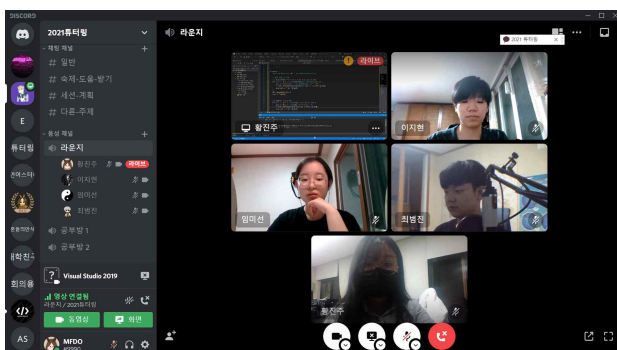 DISCORD
2021튜터링
라운지
2021 튜터링
채팅 채널
# 일반
# 숙제-도움-받기
# 세션-계획
# 다른-주제
E
음성 채널
튜터링
라운지
황진주 라이브
이지현
임미선
최범진
공부방 1
공부방 2
회의용
Visual Studio 2019
영상 연결됨
라운지 / 2021튜터링
동영상
화면
AS
MFDO
라이브
황진주
이지현
임미선
최범진
황진주